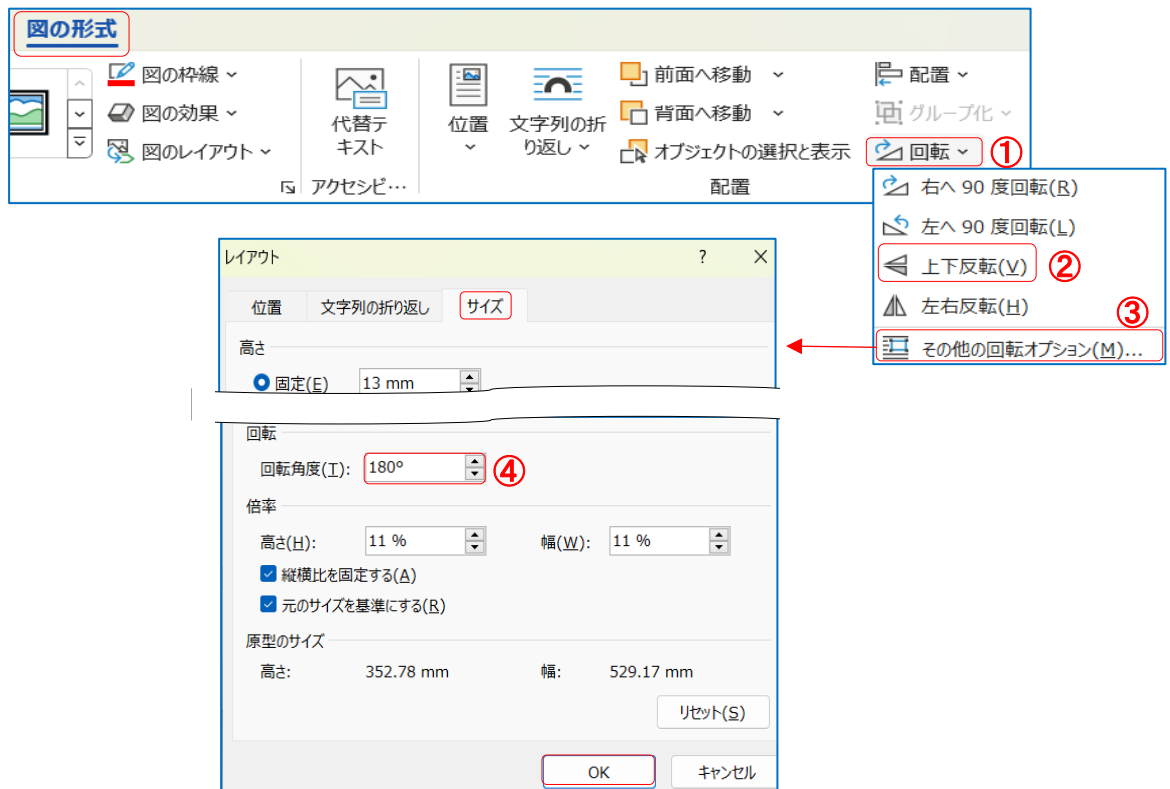 図の形式
図の枠線
図の効果
図のレイアウト
代替テ
キスト
アクセシビ…
位置
文字列の折
り返し
前面へ移動
背面へ移動
オブジェクトの選択と表示
配置
グループ化
回転 ①
配置
右へ 90 度回転(R)
左へ 90 度回転(L)
上下反転(V) ②
左右反転(H)
③
その他の回転オプション(M)...
レイアウト ? ×
位置 文字列の折り返し サイズ
高さ
固定(E) 13 mm
回転
回転角度(T): 180° ④
倍率
高さ(H): 11 % 幅(W): 11 %
縦横比を固定する(A)
元のサイズを基準にする(R)
原型のサイズ
高さ: 352.78 mm 幅: 529.17 mm
リセット(S)
OK キャンセル